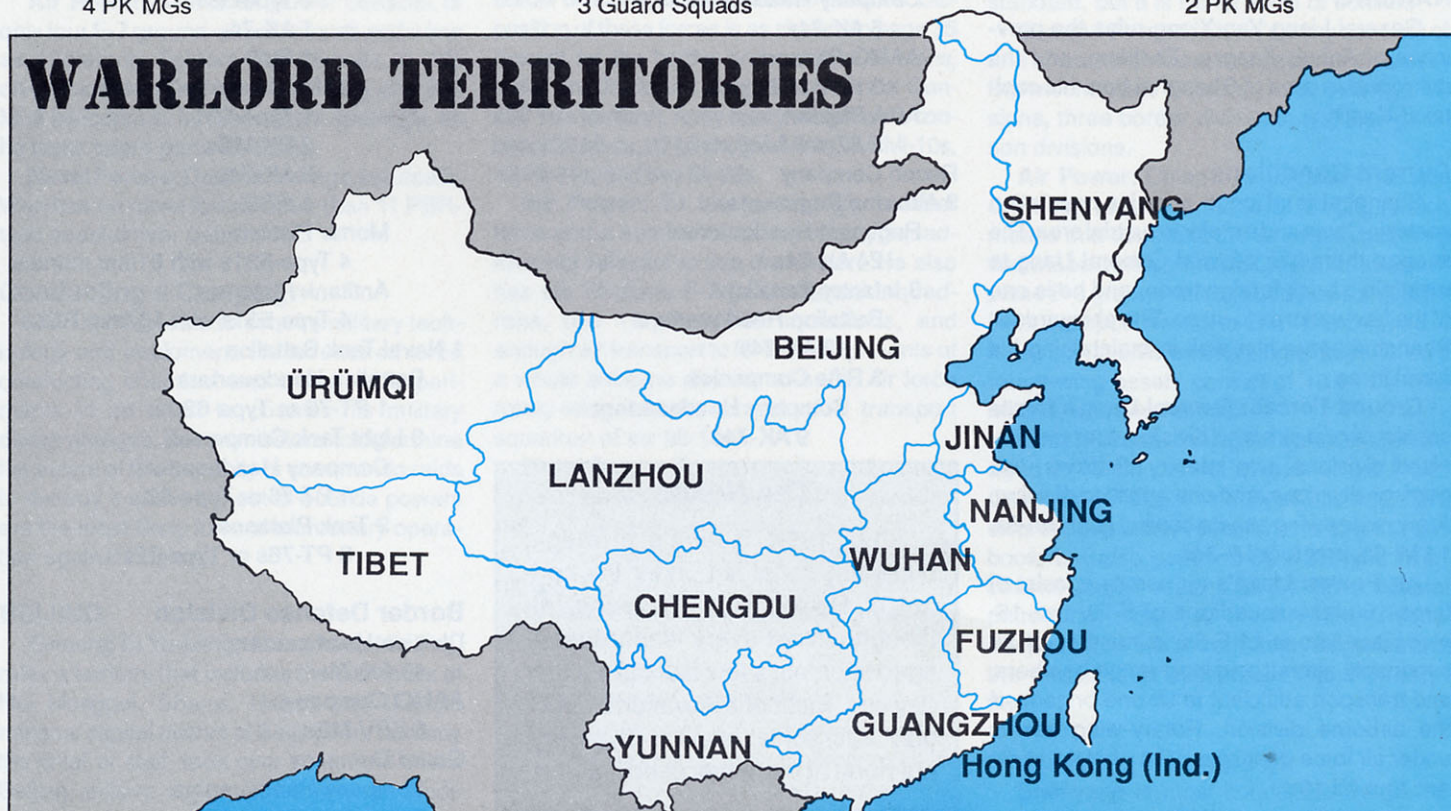 4 PK MGs
3 Guard Squads
2 PK MGs
WARLORD TERRITORIES
SHENYANG
BEIJING
ÜRÜMQI
JINAN
LANZHOU
NANJING
WUHAN
TIBET
CHENGDU
FUZHOU
GUANGZHOU
YUNNAN
Hong Kong (Ind.)